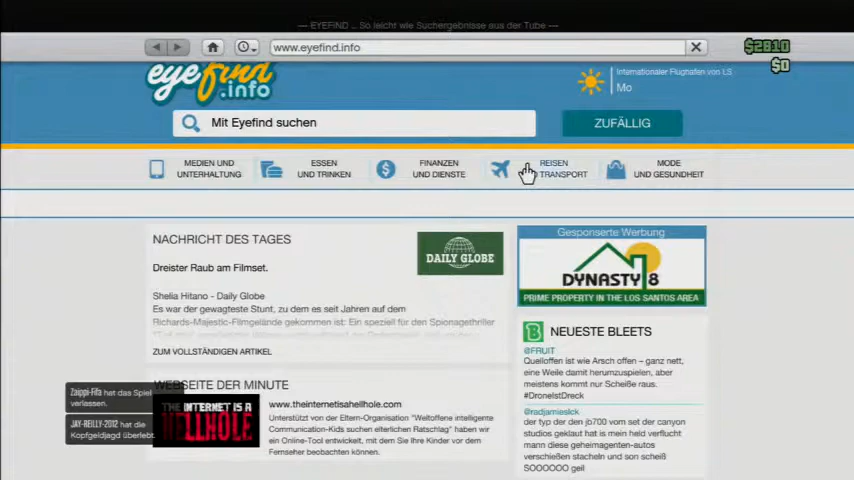 — EYEFiND ... So leicht wie Suchergebnisse aus der Tube —
www.eyefind.info
$2810
$0
eyefind
.info
Internationaler Flughafen von LS
Mo
Mit Eyefind suchen
ZUFÄLLIG
MEDIEN UND
UNTERHALTUNG
ESSEN
UND TRINKEN
FINANZEN
UND DIENSTE
REISEN
TRANSPORT
MODE
UND GESUNDHEIT
NACHRICHT DES TAGES
DAILY GLOBE
Dreister Raub am Filmset.
Shelia Hitano - Daily Globe
Es war der gewagteste Stunt, zu dem es seit Jahren auf dem
Richards-Majestic-Filmgelände gekommen ist: Ein speziell für den Spionagethriller
ZUM VOLLSTÄNDIGEN ARTIKEL
Gesponserte Werbung
DYNASTY 8
PRIME PROPERTY IN THE LOS SANTOS AREA
NEUESTE BLEETS
@FRUIT
Quelloffen ist wie Arsch offen – ganz nett,
eine Weile damit herumzuspielen, aber
meistens kommt nur Scheiße raus.
#DroneIstDreck
@radjamieslck
der typ der den jb700 vom set der canyon
studios geklaut hat is mein held verflucht
mann diese geheimagenten-autos
verschießen stacheln und son scheiß
SOOOOOO geil
WEBSEITE DER MINUTE
THE INTERNET IS A
HELLHOLE
www.theinternetisahellhole.com
Unterstützt von der Eltern-Organisation "Weltoffene intelligente
Communication-Kids suchen elterlichen Ratschlag" haben wir
ein Online-Tool entwickelt, mit dem Sie Ihre Kinder vor dem
Fernseher beobachten können.
Zaippi-Fifa hat das Spiel
verlassen.
JAY-REILLY-2012 hat die
Kopfgeldjagd überlebt.